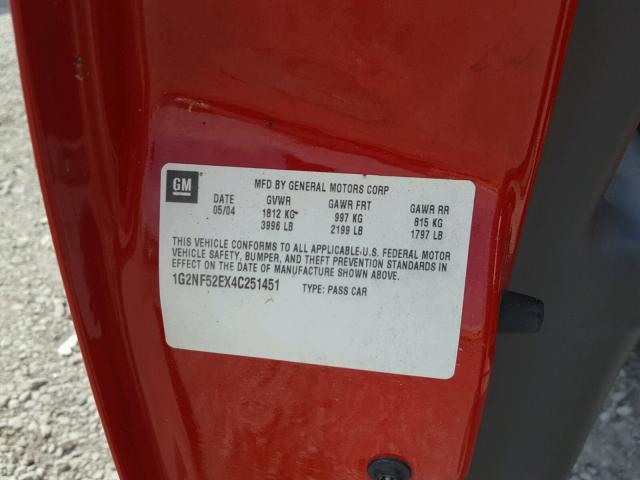 GM
MFD BY GENERAL MOTORS CORP
DATE GVWR GAWR FRT GAWR RR
05/04 1812 KG 997 KG 815 KG
3996 LB 2199 LB 1797 LB
THIS VEHICLE CONFORMS TO ALL APPLICABLE U.S. FEDERAL MOTOR
VEHICLE SAFETY, BUMPER, AND THEFT PREVENTION STANDARDS IN
EFFECT ON THE DATE OF MANUFACTURE SHOWN ABOVE.
1G2NF52EX4C251451 TYPE: PASS CAR